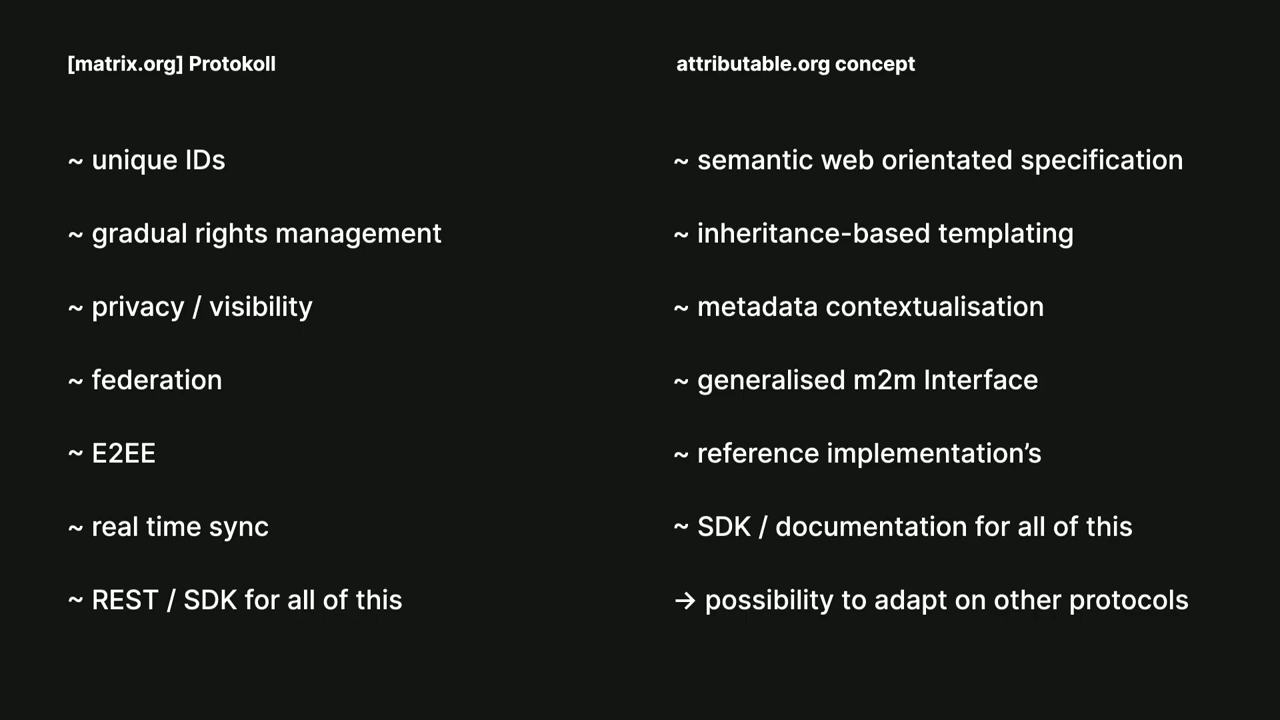 [matrix.org] Protokoll
~ unique IDs
~ gradual rights management
~ privacy / visibility
~ federation
~ E2EE
~ real time sync
~ REST / SDK for all of this
attributable.org concept
~ semantic web orientated specification
~ inheritance-based templating
~ metadata contextualisation
~ generalised m2m Interface
~ reference implementation’s
~ SDK / documentation for all of this
→ possibility to adapt on other protocols